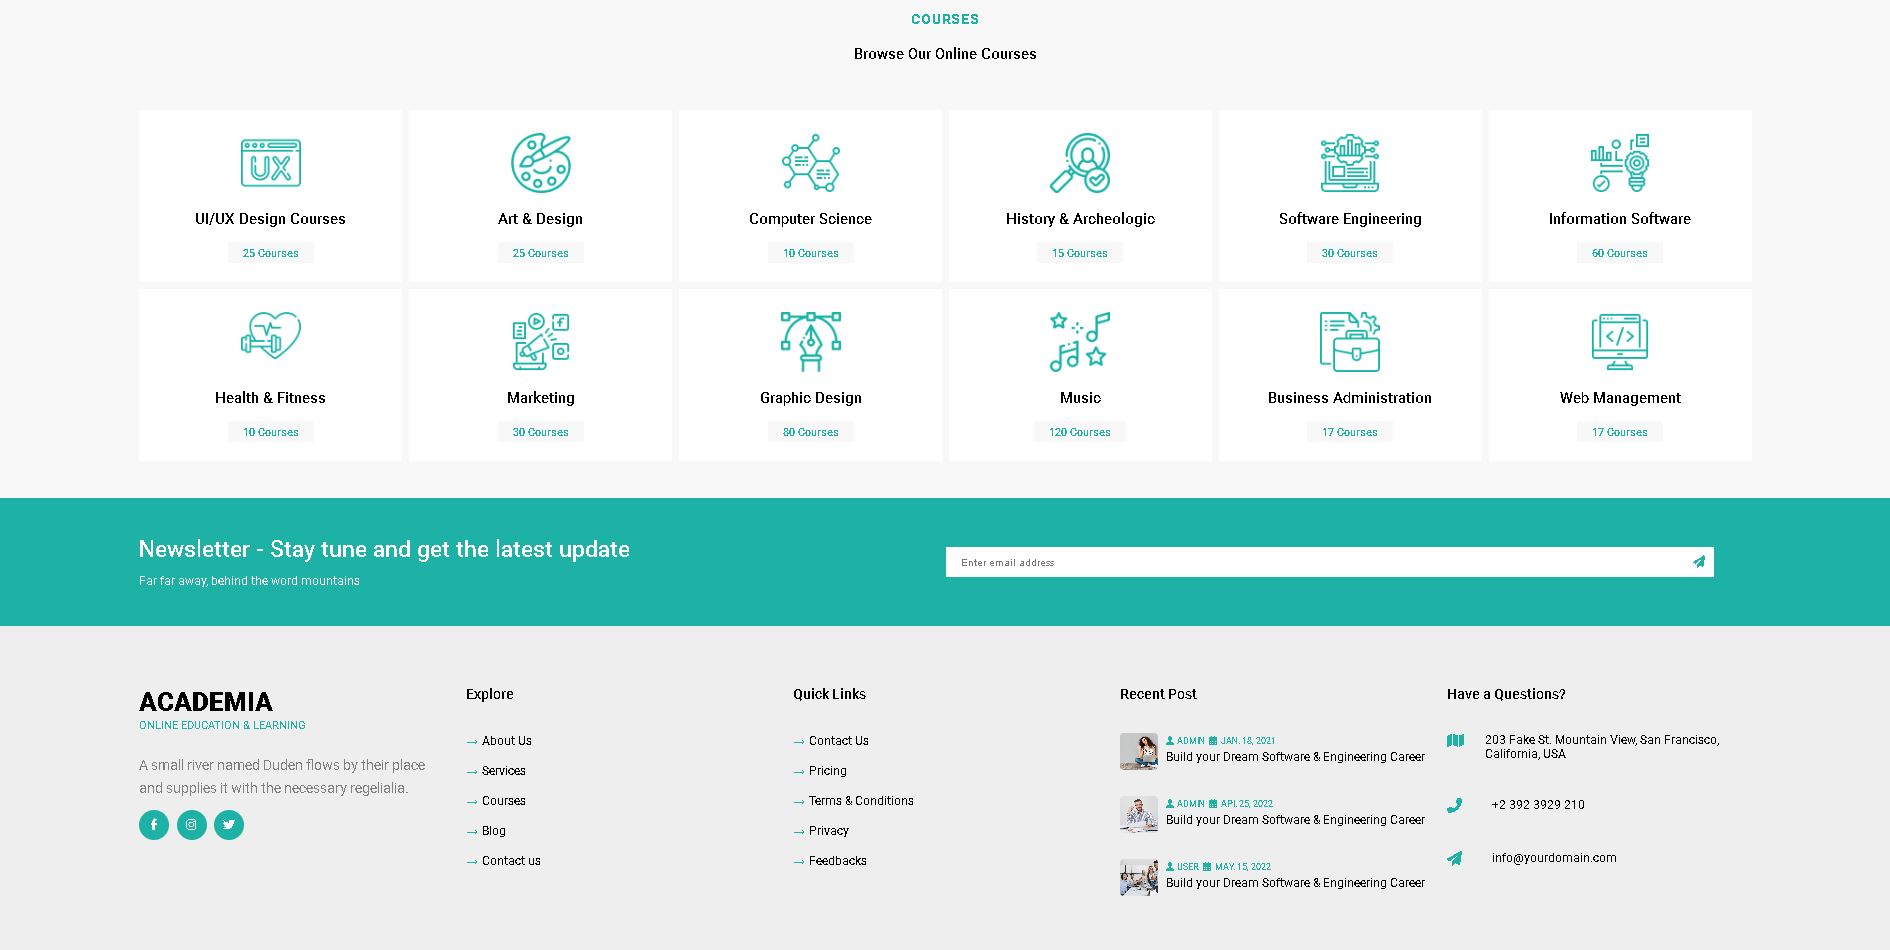 COURSES
Browse Our Online Courses
UX
UI/UX Design Courses
25 Courses
Art & Design
25 Courses
Computer Science
10 Courses
History & Archeologic
15 Courses
Software Engineering
30 Courses
Information Software
60 Courses
Health & Fitness
10 Courses
Marketing
30 Courses
Graphic Design
80 Courses
Music
120 Courses
Business Administration
17 Courses
</>
Web Management
17 Courses
Newsletter - Stay tune and get the latest update
Far far away, behind the word mountains
Enter email address
ACADEMIA
ONLINE EDUCATION & LEARNING
A small river named Duden flows by their place
and supplies it with the necessary regelialia.
Explore
→ About Us
→ Services
→ Courses
→ Blog
→ Contact us
Quick Links
→ Contact Us
→ Pricing
→ Terms & Conditions
→ Privacy
→ Feedbacks
Recent Post
ADMIN JAN. 18, 2021
Build your Dream Software & Engineering Career
ADMIN API. 25, 2022
Build your Dream Software & Engineering Career
USER MAY. 15, 2022
Build your Dream Software & Engineering Career
Have a Questions?
203 Fake St. Mountain View, San Francisco,
California, USA
+2 392 3929 210
info@yourdomain.com